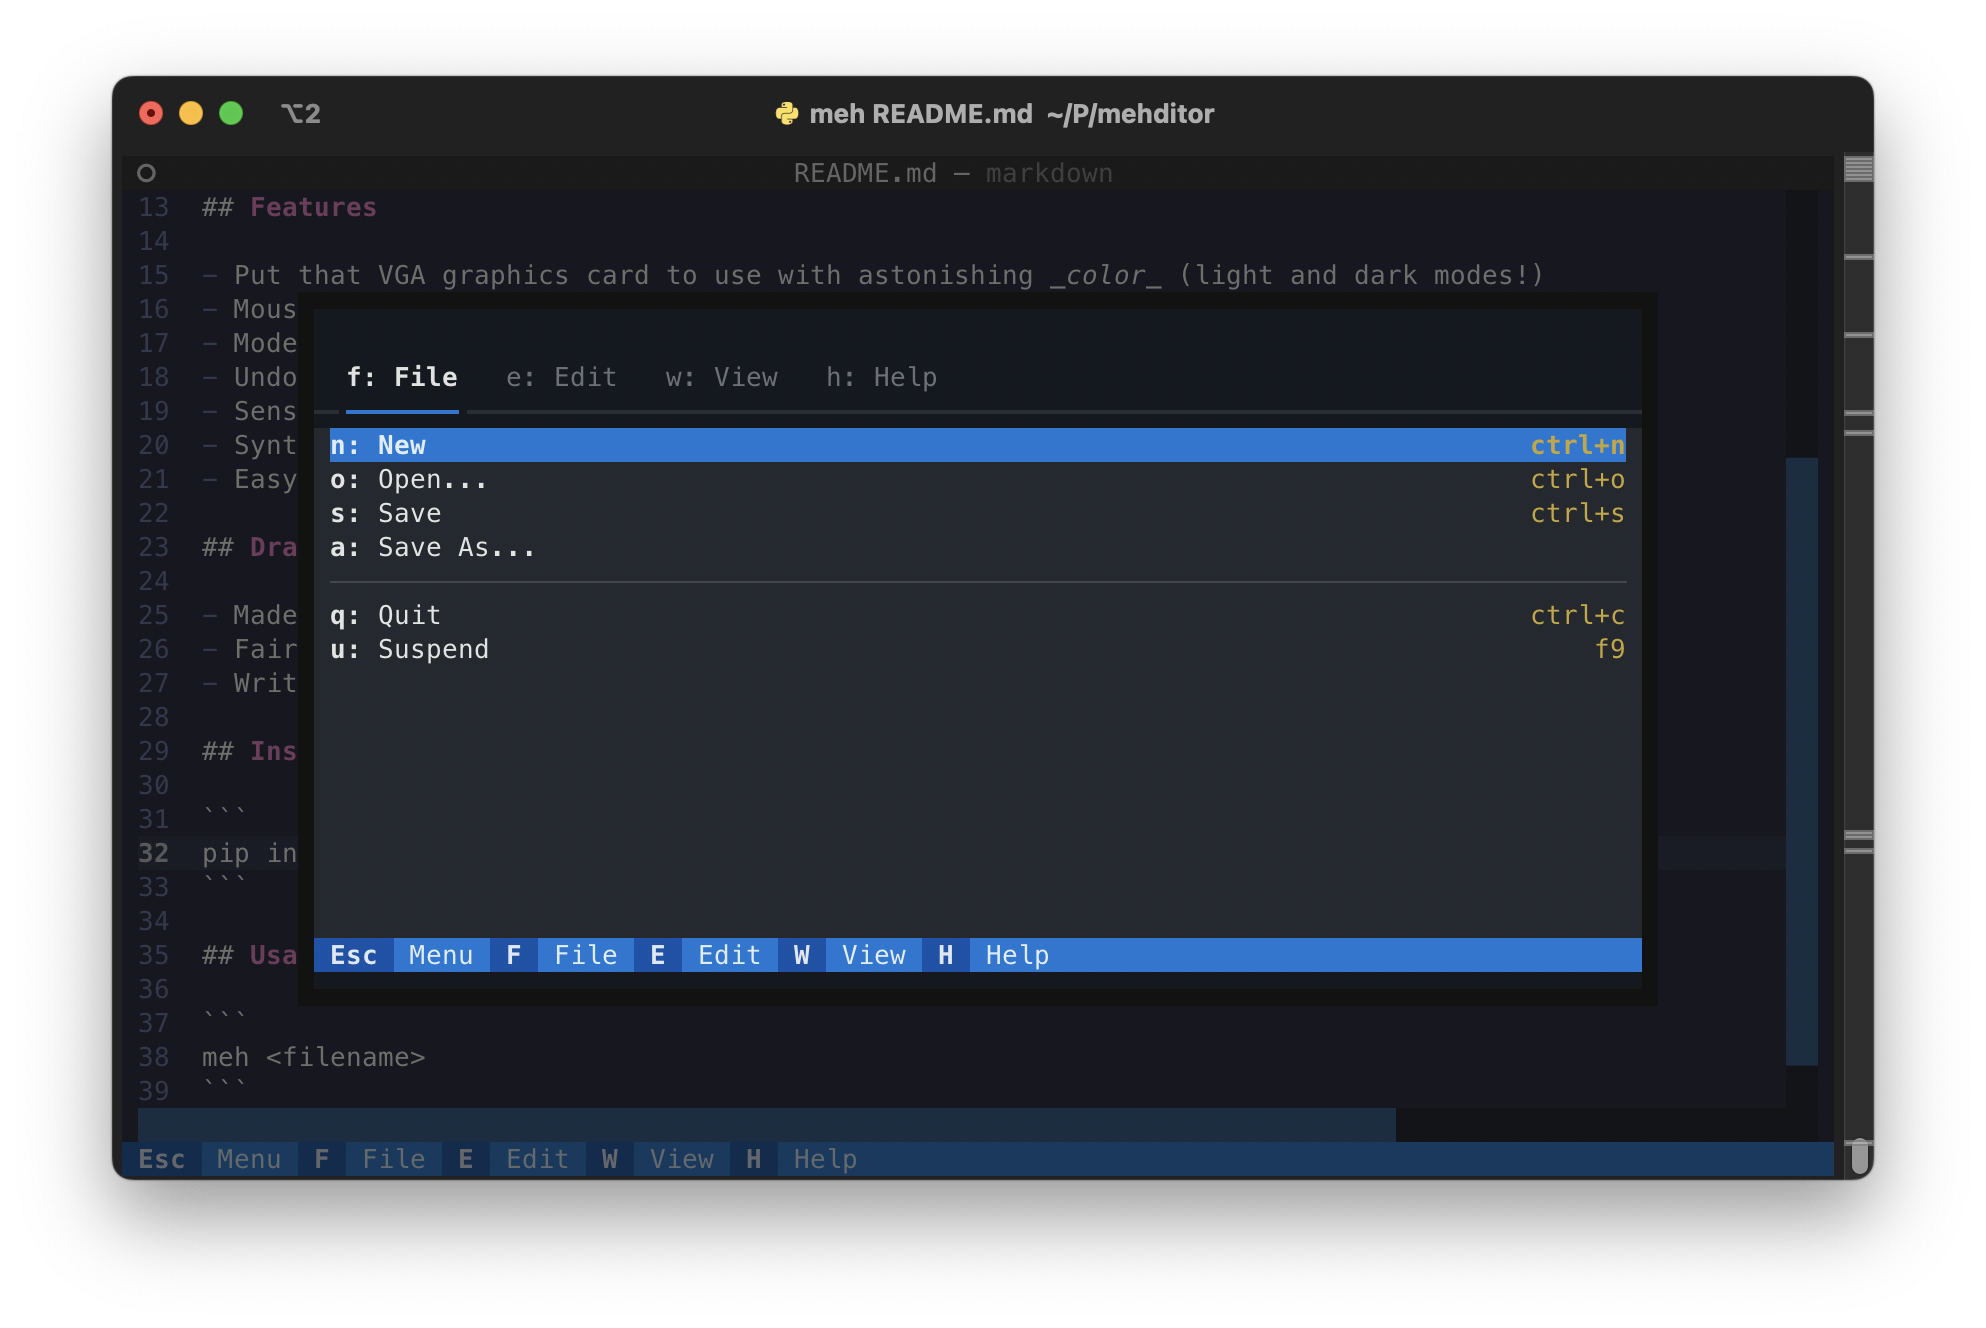 ⌥2
meh README.md ~/P/mehditor
README.md — markdown
13 ## Features
14
15 – Put that VGA graphics card to use with astonishing _color_ (light and dark modes!)
16 – Mous
17 – Mode
18 – Undo
19 – Sens
20 – Synt
21 – Easy
22
23 ## Dra
24
25 – Made
26 – Fair
27 – Writ
28
29 ## Ins
30
31 ```
32 pip in
33 ```
34
35 ## Usa
36
37 ```
38 meh <filename>
39 ```
f: File e: Edit w: View h: Help
n: New ctrl+n
o: Open... ctrl+o
s: Save ctrl+s
a: Save As...
q: Quit ctrl+c
u: Suspend f9
Esc Menu F File E Edit W View H Help
Esc Menu F File E Edit W View H Help